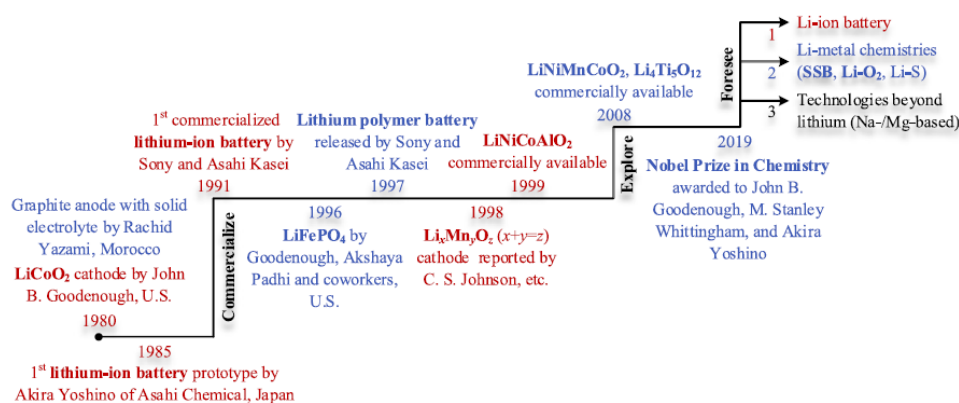 Graphite anode with solid
electrolyte by Rachid
Yazami, Morocco
LiCoO₂ cathode by John
B. Goodenough, U.S.
1980
1985
1st lithium-ion battery prototype by
Akira Yoshino of Asahi Chemical, Japan
Commercialize
1st commercialized
lithium-ion battery by
Sony and Asahi Kasei
1991
1996
LiFePO₄ by
Goodenough, Akshaya
Padhi and coworkers,
U.S.
Lithium polymer battery
released by Sony and
Asahi Kasei
1997
1998
LiₓMnᵧO_z (x+y=z)
cathode reported by
C. S. Johnson, etc.
LiNiCoAlO₂
commercially available
1999
Explore
LiNiMnCoO₂, Li₄Ti₅O₁₂
commercially available
2008
2019
Nobel Prize in Chemistry
awarded to John B.
Goodenough, M. Stanley
Whittingham, and Akira
Yoshino
Foresee
1
Li-ion battery
2
Li-metal chemistries
(SSB, Li-O₂, Li-S)
3
Technologies beyond
lithium (Na-/Mg-based)